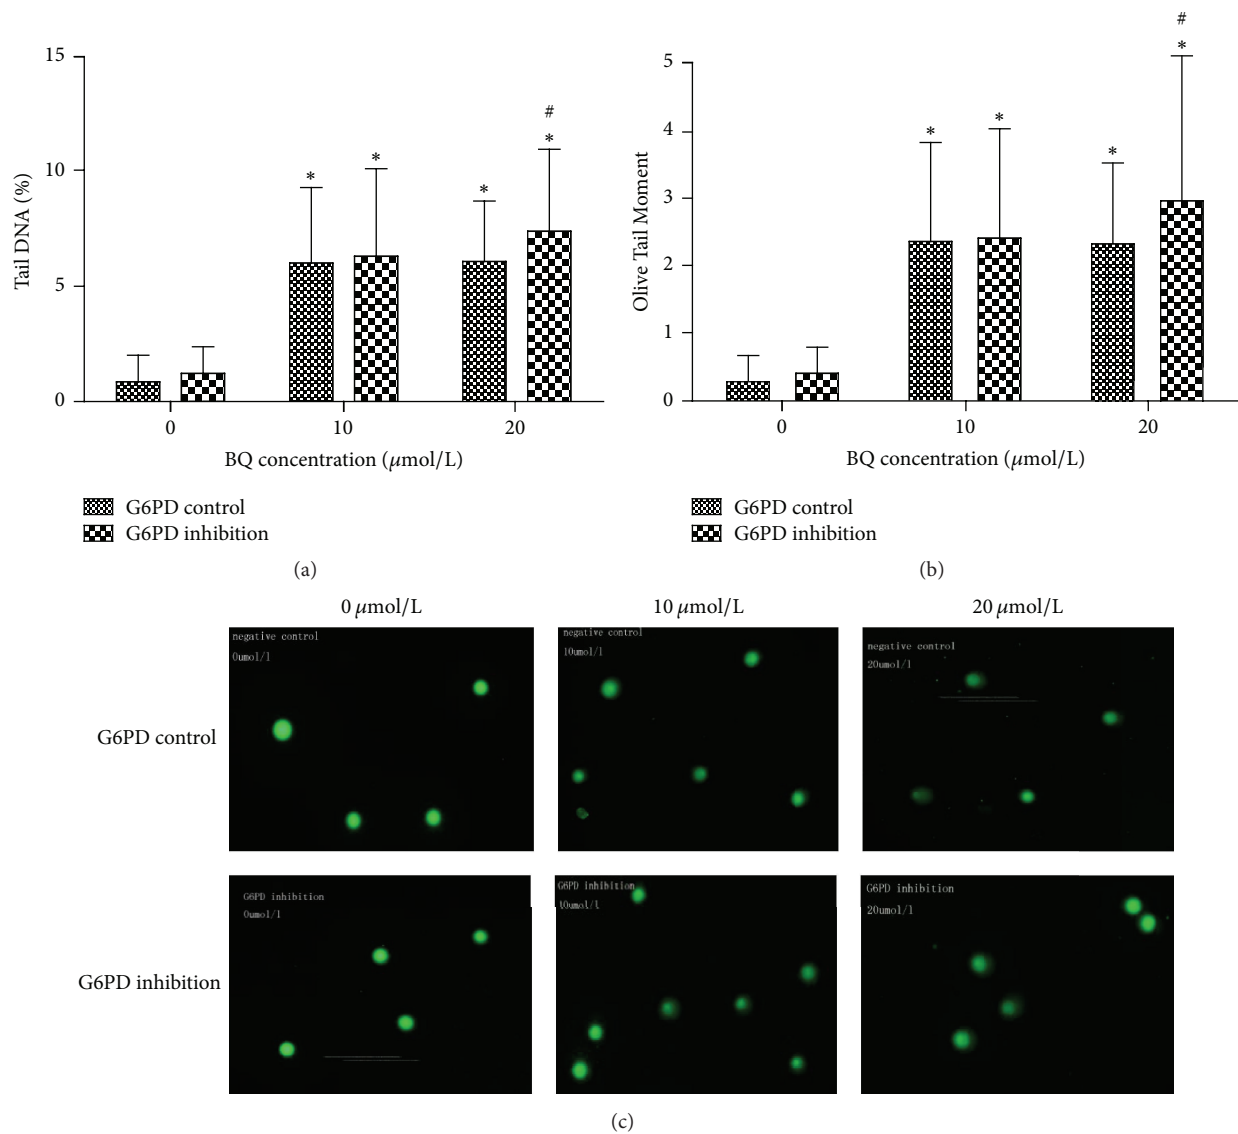 15
10
5
0
Tail DNA (%)
*
*
*
#
*
0
10
20
BQ concentration (μmol/L)
G6PD control
G6PD inhibition
(a)
5
4
3
2
1
0
Olive Tail Moment
*
*
*
#
*
0
10
20
BQ concentration (μmol/L)
G6PD control
G6PD inhibition
(b)
0 μmol/L
10 μmol/L
20 μmol/L
G6PD control
negative control
0umol/l
negative control
10umol/l
negative control
20umol/l
G6PD inhibition
G6PD inhibition
0umol/l
G6PD inhibition
10umol/l
G6PD inhibition
20umol/l
(c)